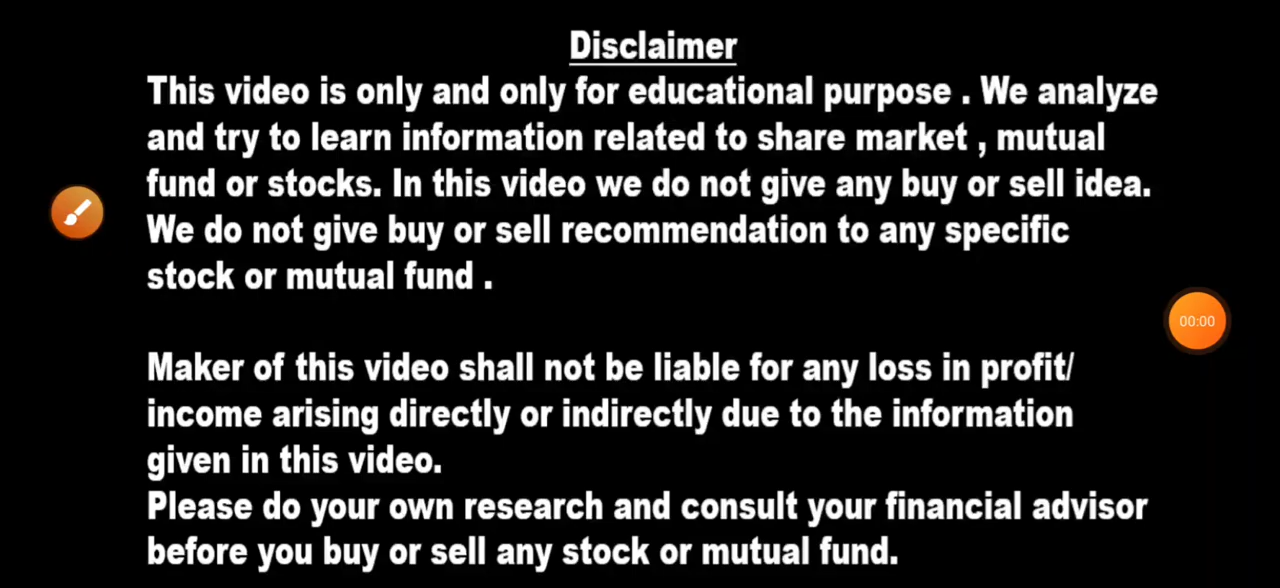 Disclaimer
This video is only and only for educational purpose . We analyze
and try to learn information related to share market , mutual
fund or stocks. In this video we do not give any buy or sell idea.
We do not give buy or sell recommendation to any specific
stock or mutual fund .
00:00
Maker of this video shall not be liable for any loss in profit/
income arising directly or indirectly due to the information
given in this video.
Please do your own research and consult your financial advisor
before you buy or sell any stock or mutual fund.